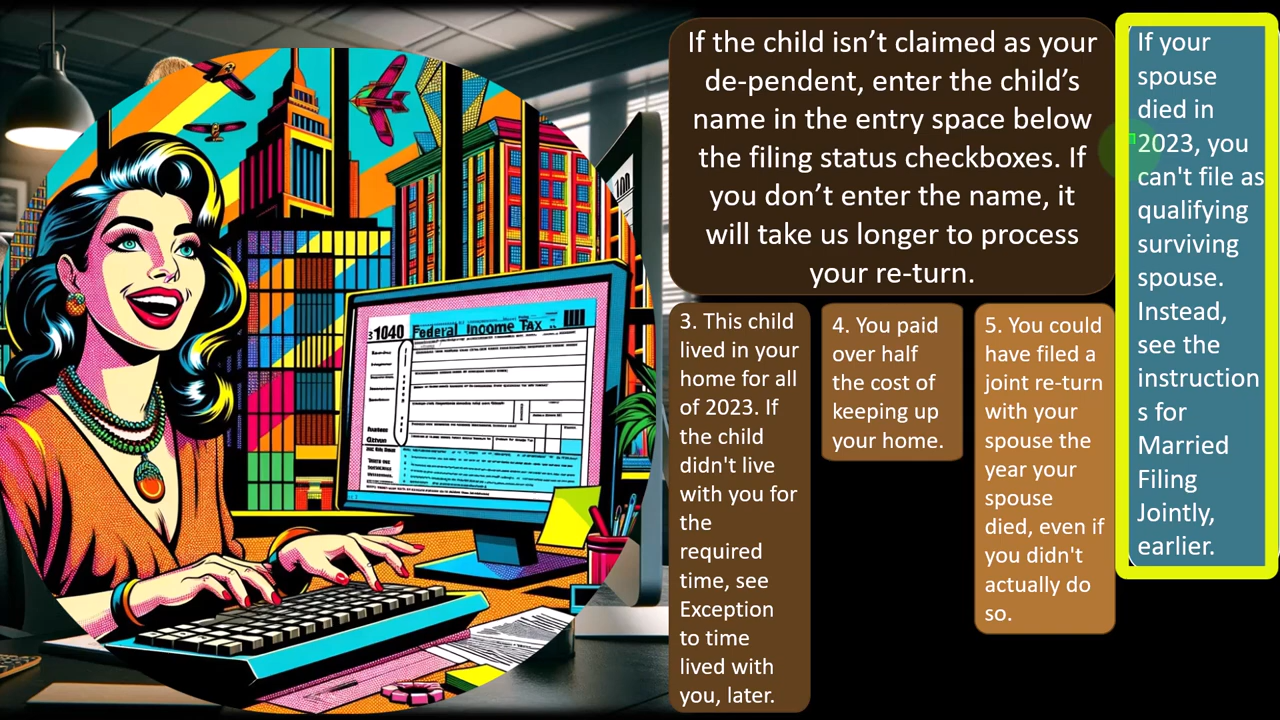 If the child isn’t claimed as your
de-pendent, enter the child’s
name in the entry space below
the filing status checkboxes. If
you don’t enter the name, it
will take us longer to process
your re-turn.
3. This child
lived in your
home for all
of 2023. If
the child
didn't live
with you for
the
required
time, see
Exception
to time
lived with
you, later.
4. You paid
over half
the cost of
keeping up
your home.
5. You could
have filed a
joint re-turn
with your
spouse the
year your
spouse
died, even if
you didn't
actually do
so.
If your
spouse
died in
2023, you
can't file as
qualifying
surviving
spouse.
Instead,
see the
instruction
s for
Married
Filing
Jointly,
earlier.
1040 Federal Income Tax
100